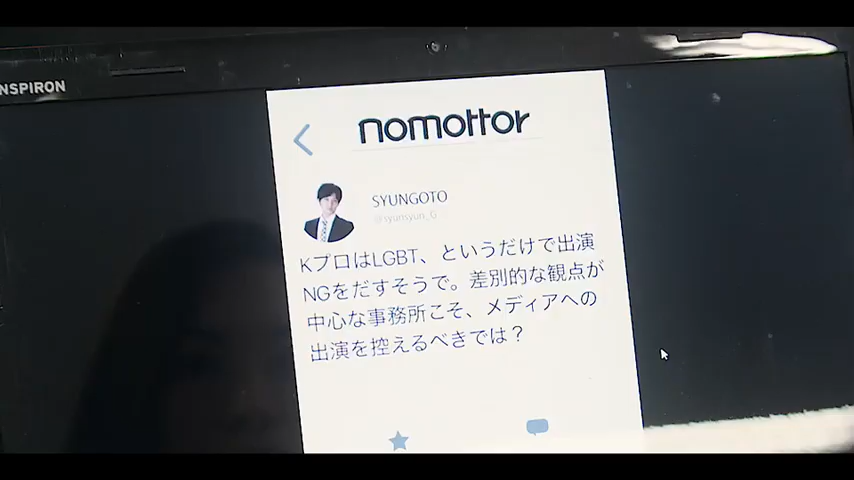 NSPIRON
nomottor
SYUNGOTO
@syunsyun_G
KプロはLGBT、というだけで出演
NGをだすそうで。差別的な観点が
中心な事務所こそ、メディアへの
出演を控えるべきでは？